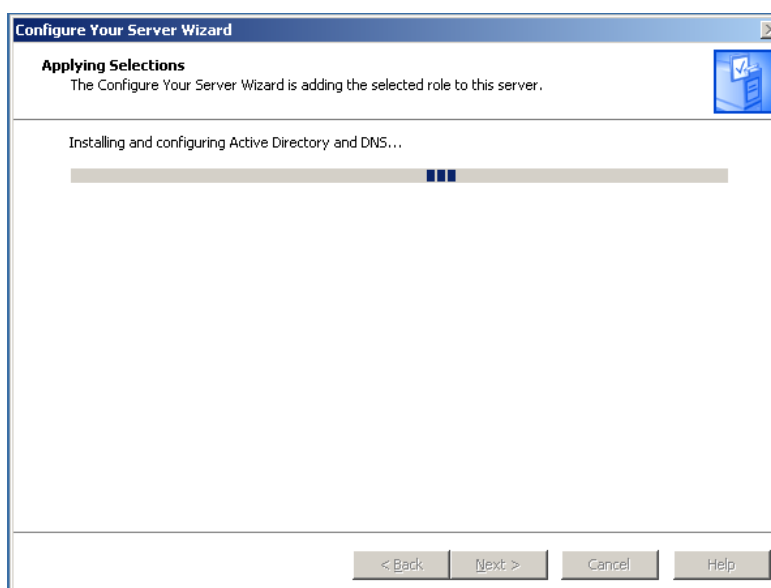 Configure Your Server Wizard
Applying Selections
The Configure Your Server Wizard is adding the selected role to this server.
Installing and configuring Active Directory and DNS...
< Back Next > Cancel Help